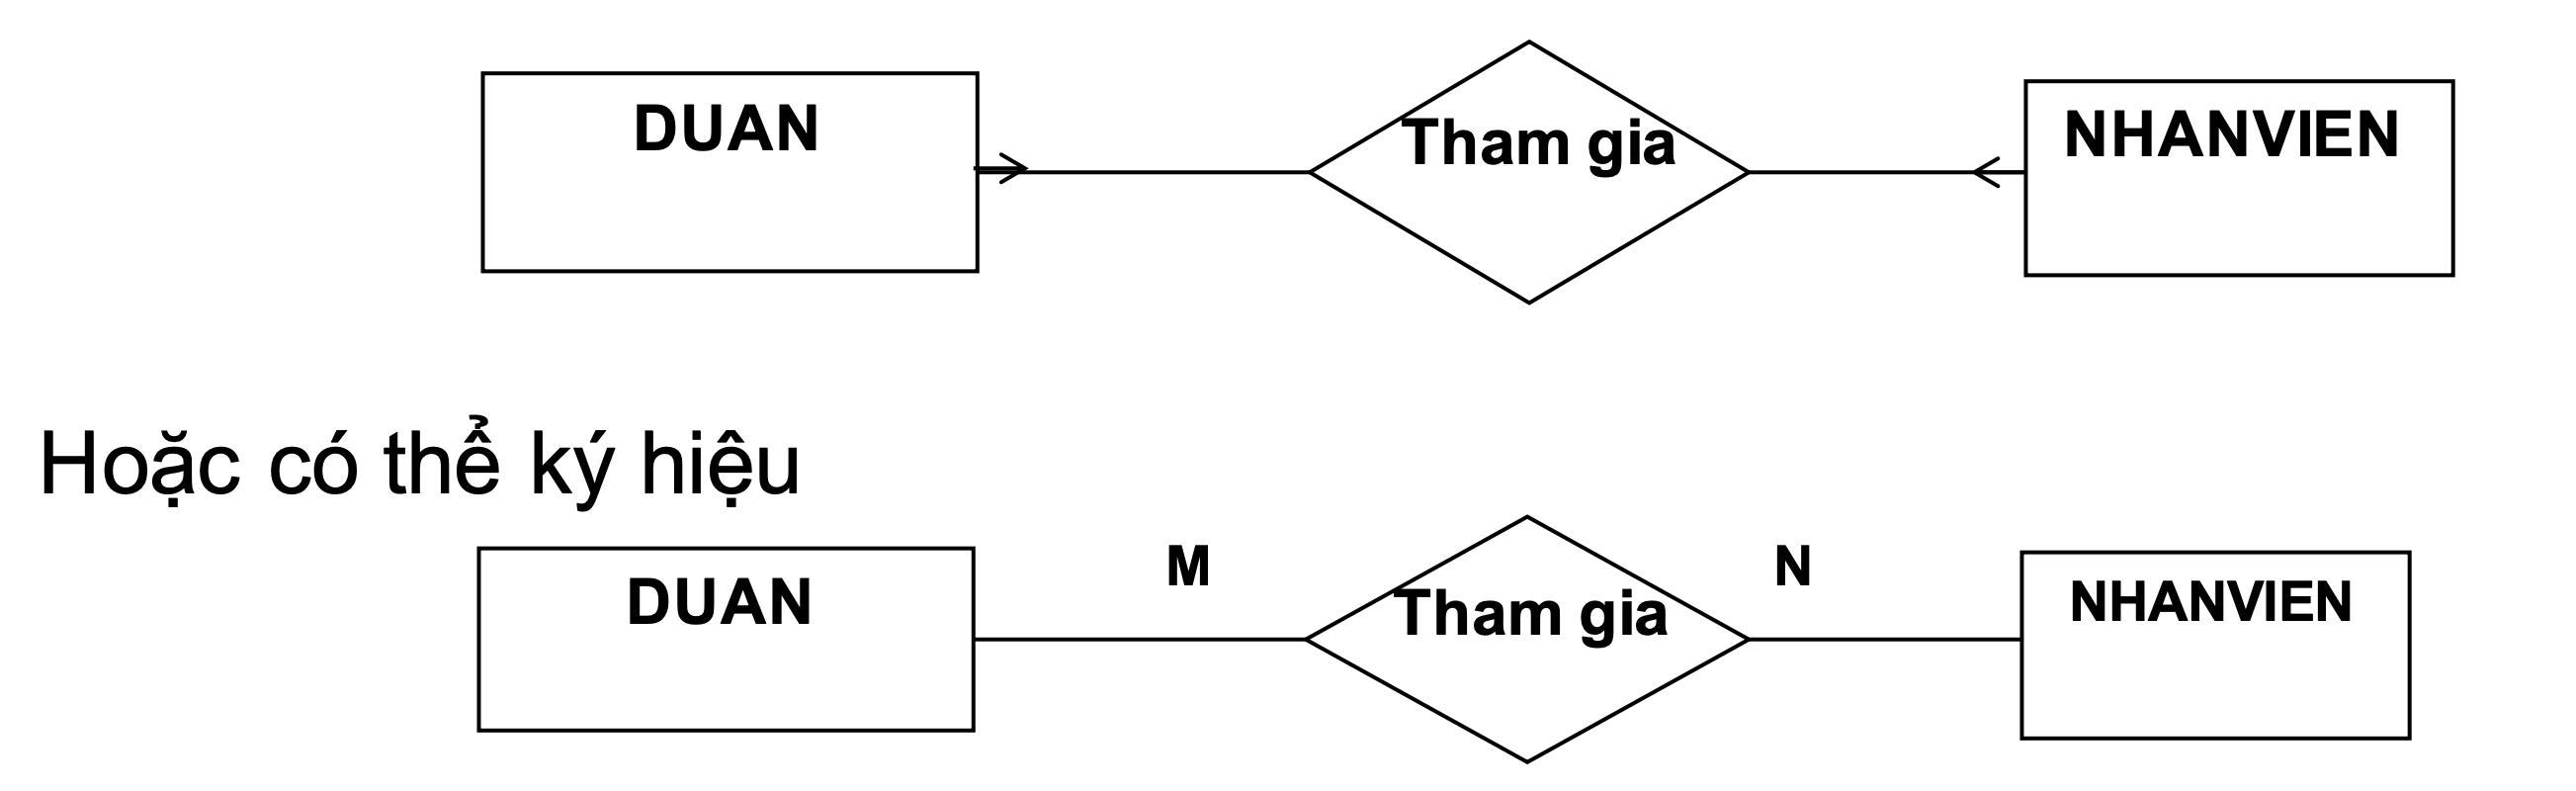 DUAN
Tham gia
NHANVIEN
Hoặc có thể ký hiệu
M
N
DUAN
Tham gia
NHANVIEN